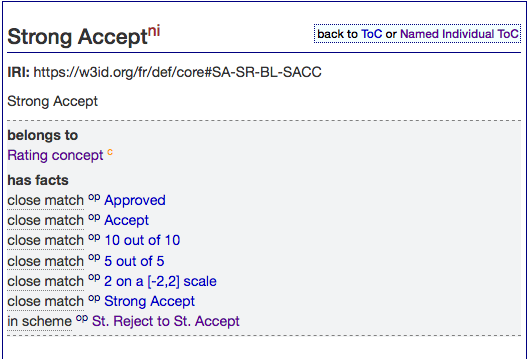 Strong Accept ni
back to ToC or Named Individual ToC
IRI: https://w3id.org/fr/def/core#SA-SR-BL-SACC
Strong Accept
belongs to
Rating concept c
has facts
close match op Approved
close match op Accept
close match op 10 out of 10
close match op 5 out of 5
close match op 2 on a [-2,2] scale
close match op Strong Accept
in scheme op St. Reject to St. Accept